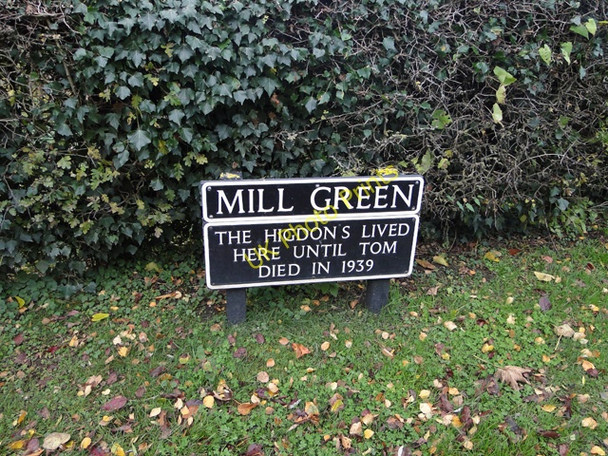 MILL GREEN
THE HIGDON'S LIVED
HERE UNTIL TOM
DIED IN 1939